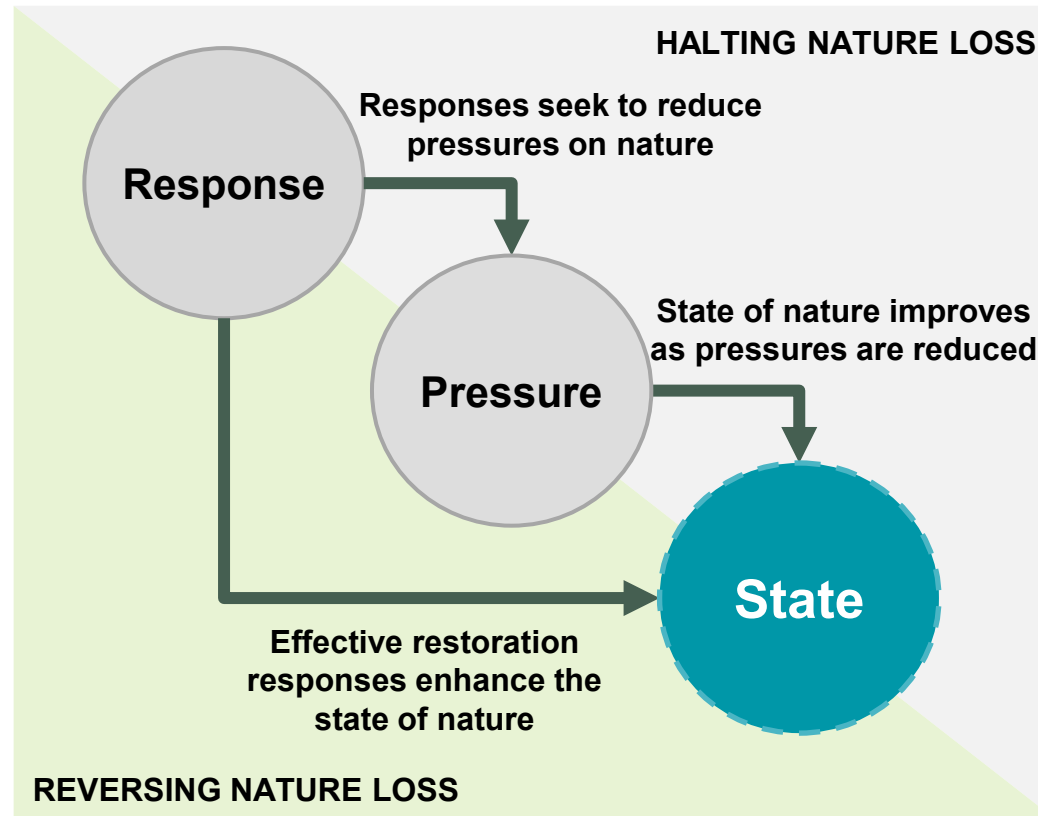 HALTING NATURE LOSS
Responses seek to reduce
pressures on nature
Response
State of nature improves
as pressures are reduced
Pressure
State
Effective restoration
responses enhance the
state of nature
REVERSING NATURE LOSS